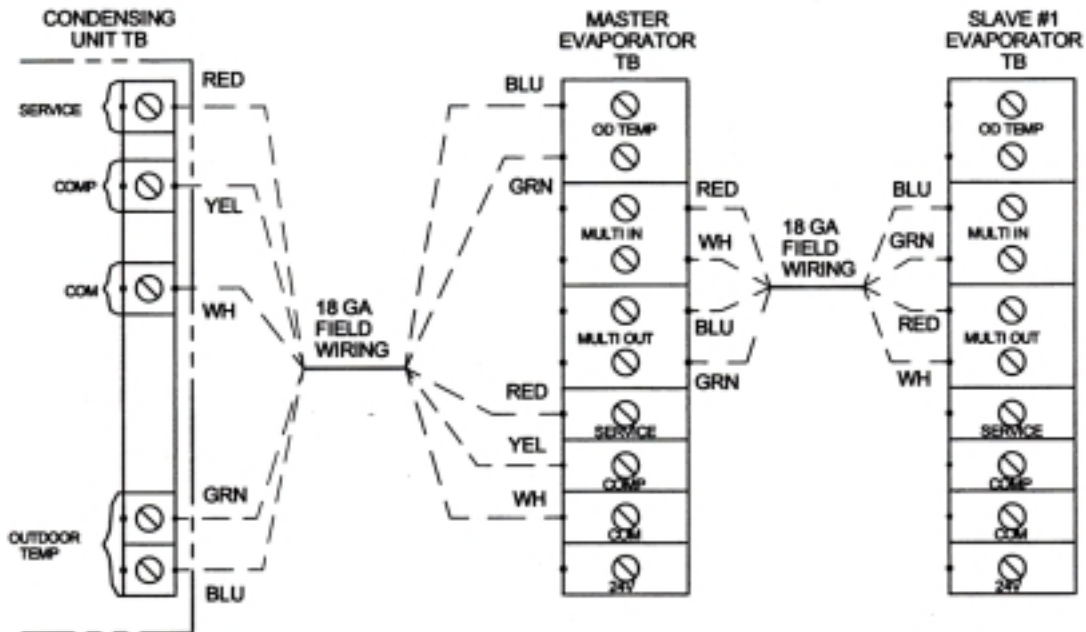 CONDENSING
UNIT TB
SERVICE
RED
COMP
YEL
COM
WH
GRN
OUTDOOR
TEMP
BLU
18 GA
FIELD
WIRING
MASTER
EVAPORATOR
TB
BLU
GRN
RED
YEL
WH
OD TEMP
MULTI IN
MULTI OUT
SERVICE
COMP
COM
24V
RED
WH
BLU
GRN
18 GA
FIELD
WIRING
SLAVE #1
EVAPORATOR
TB
BLU
GRN
RED
WH
OD TEMP
MULTI IN
MULTI OUT
SERVICE
COMP
COM
24V